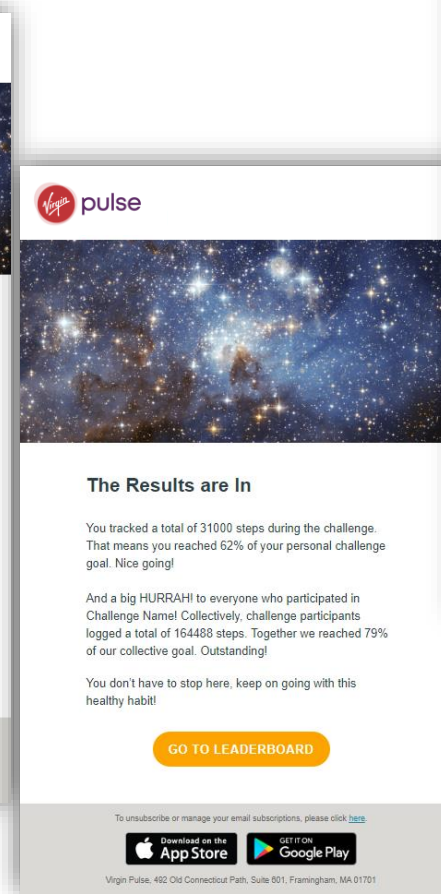 Virgin pulse
The Results are In
You tracked a total of 31000 steps during the challenge.
That means you reached 62% of your personal challenge
goal. Nice going!
And a big HURRAH! to everyone who participated in
Challenge Name! Collectively, challenge participants
logged a total of 164488 steps. Together we reached 79%
of our collective goal. Outstanding!
You don't have to stop here, keep on going with this
healthy habit!
GO TO LEADERBOARD
To unsubscribe or manage your email subscriptions, please click here.
Download on the
App Store
GET IT ON
Google Play
Virgin Pulse, 492 Old Connecticut Path, Suite 601, Framingham, MA 01701